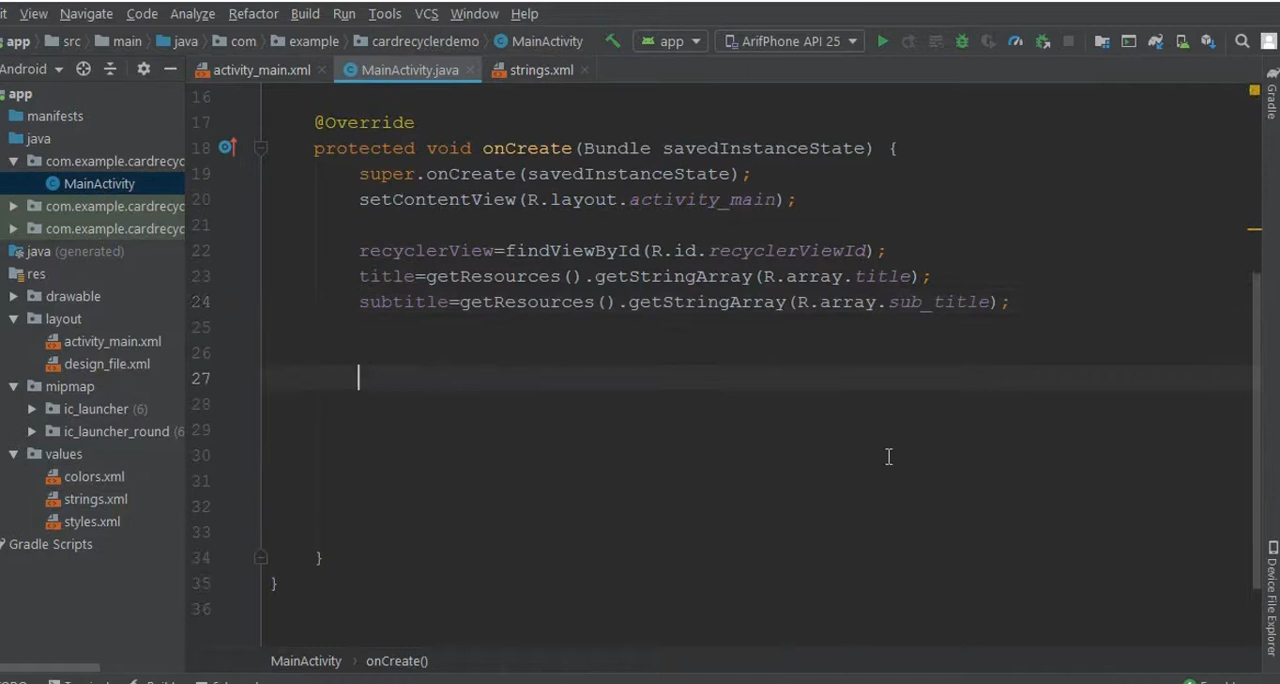 it View Navigate Code Analyze Refactor Build Run Tools VCS Window Help
app src main java com example cardrecyclerdemo MainActivity app ArifPhone API 25
Android activity_main.xml MainActivity.java strings.xml
app
manifests
java
com.example.cardrecyc
MainActivity
com.example.cardrecyc
com.example.cardrecyc
java (generated)
res
drawable
layout
activity_main.xml
design_file.xml
mipmap
ic_launcher (6)
ic_launcher_round (6
values
colors.xml
strings.xml
styles.xml
Gradle Scripts
16
17 @Override
18 protected void onCreate(Bundle savedInstanceState) {
19 super.onCreate(savedInstanceState);
20 setContentView(R.layout.activity_main);
21
22 recyclerView=findViewById(R.id.recyclerViewId);
23 title=getResources().getStringArray(R.array.title);
24 subtitle=getResources().getStringArray(R.array.sub_title);
25
26
27
28
29
30
31
32
33
34 }
35 }
36
MainActivity › onCreate()
Gradle
Device File Explorer